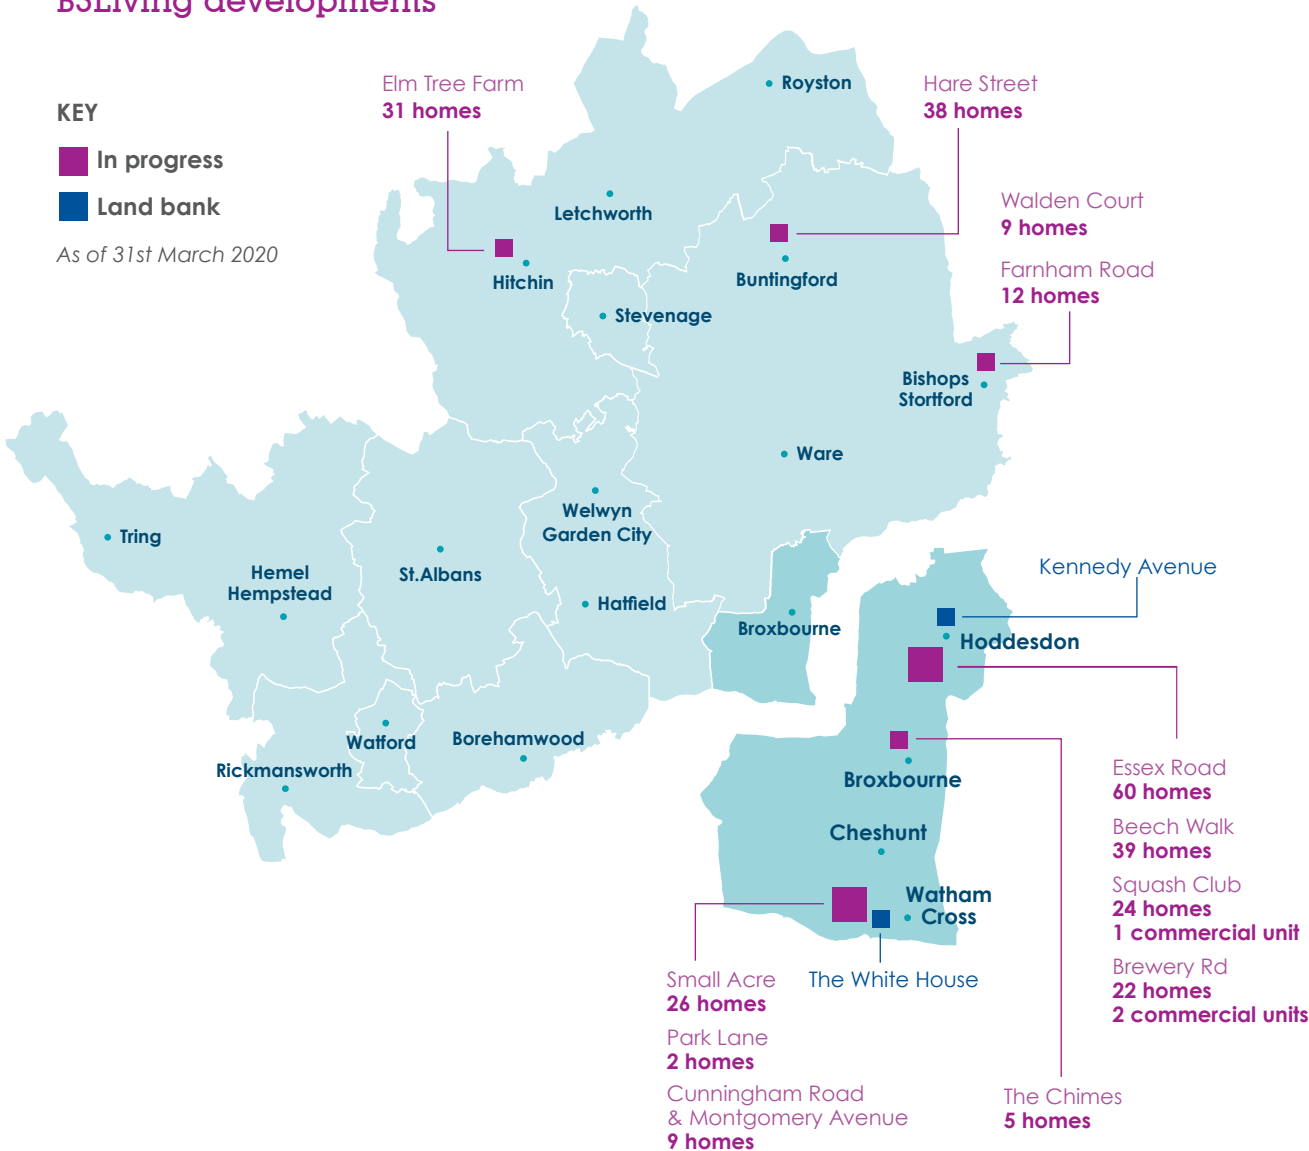 B3Living developments
KEY
In progress
Land bank
As of 31st March 2020
Elm Tree Farm
31 homes
Royston
Hare Street
38 homes
Letchworth
Walden Court
9 homes
Farnham Road
12 homes
Hitchin
Buntingford
Stevenage
Bishops
Stortford
Ware
Welwyn
Garden City
Tring
Hemel
Hempstead
St.Albans
Hatfield
Broxbourne
Kennedy Avenue
Hoddesdon
Watford
Borehamwood
Rickmansworth
Broxbourne
Cheshunt
Watham
Cross
Essex Road
60 homes
Beech Walk
39 homes
Squash Club
24 homes
1 commercial unit
Brewery Rd
22 homes
2 commercial units
Small Acre
26 homes
The White House
Park Lane
2 homes
Cunningham Road
& Montgomery Avenue
9 homes
The Chimes
5 homes